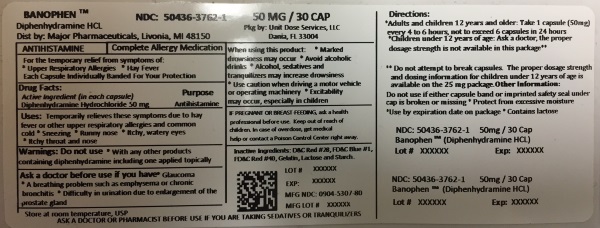 BANOPHEN ™ NDC: 50436-3762-1 50 MG / 30 CAP
Diphenhydramine HCL
Pkg by: Unit Dose Services, LLC
Dist by: Major Pharmaceuticals, Livonia, MI 48150
Dania, FL 33004
ANTIHISTAMINE Complete Allergy Medication
For the temporary relief from symptoms of:
* Upper Respiratory Allergies * Hay Fever
Each Capsule Individually Banded For Your Protection
Drug Facts:
Active ingredient (in each capsule) Purpose
Diphenhydramine Hydrochloride 50 mg Antihistamine
Uses: Temporarily relieves these symptoms due to hay
fever or other upper respiratory allergies and common
cold * Sneezing * Runny nose * Itchy, watery eyes
* Itchy throat and nose
Warnings: Do not use * With any other products
containing diphenhydramine including one applied topically
Ask a doctor before use if you have* Glaucoma
* A breathing problem such as emphysema or chronic
bronchitis * Difficulty in urination due to enlargement of the
prostate gland
Store at room temperature, USP
ASK A DOCTOR OR PHARMACIST BEFORE USE IF YOU ARE TAKING SEDATIVES OR TRANQUILIZERS
When using this product: * Marked
drowsiness may occur * Avoid alcoholic
drinks * Alcohol, sedatives and
tranquilizers may increase drowsiness
* Use caution when driving a motor vehicle
or operating machinery * Excitability
may occur, especially in children
IF PREGNANT OR BREAST FEEDING, ask a health
professional before use. Keep out of reach of
children. In case of overdose, get medical
help or contact a Poison Control Center right away.
Inactive Ingredients: D&C Red #28, FD&C Blue #1,
FD&C Red #40, Gelatin, Lactose and Starch.
LOT # XXXXXX
EXP: XXXXXX
MFG NDC: 0904-5307-80
MFG LOT # XXXXXX
Directions:
*Adults and children 12 years and older: Take 1 capsule (50mg)
every 4 to 6 hours, not to exceed 6 capsules in 24 hours
*Children under 12 years of age: Ask a doctor, the proper
dosage strength is not available in this package**
** Do not attempt to break capsules. The proper dosage strength
and dosing information for children under 12 years of age is
available on the 25 mg package. Other Information:
Do not use if either capsule band or imprinted safety seal under
cap is broken or missing * Protect from excessive moisture
*Use by expiration date on package * Contains lactose
NDC: 50436-3762-1 50mg / 30 Cap
Banophen ™ (Diphenhydramine HCL)
Lot # XXXXXX Exp: XXXXXX
NDC: 50436-3762-1 50mg / 30 Cap
Banophen ™ (Diphenhydramine HCL)
Lot # XXXXXX Exp: XXXXXX